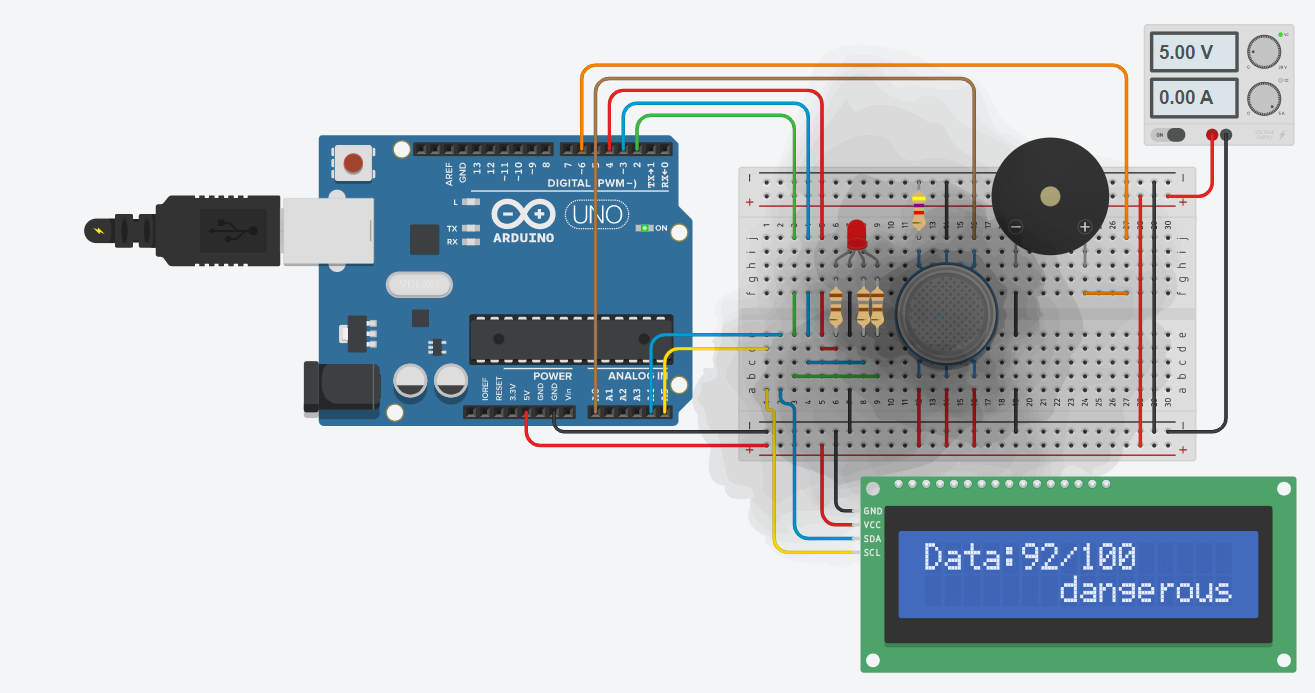 5.00 V
0.00 A
ON
AREF
GND
13
12
~11
~10
~9
8
7
~6
5
4
~3
2
TX→1
RX←0
DIGITAL (PWM~)
L
TX
RX
ARDUINO
UNO
ON
POWER
ANALOG IN
IOREF
RESET
3.3V
5V
GND
GND
Vin
A0
A1
A2
A3
GND
VCC
SDA
SCL
Data:92/100
dangerous